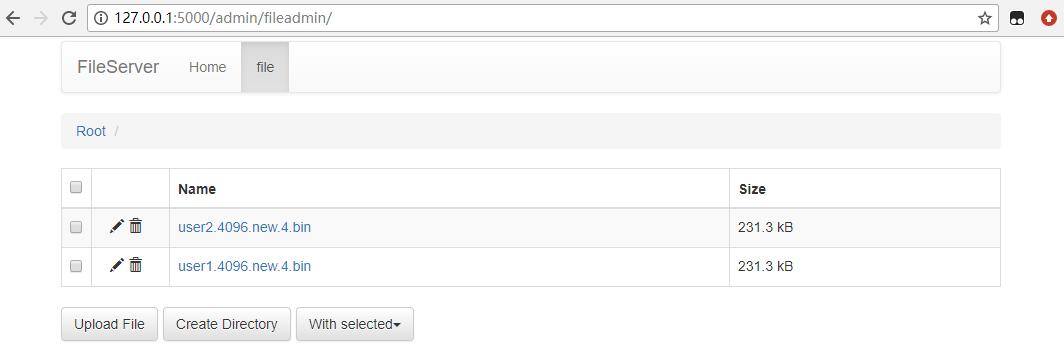 127.0.0.1:5000/admin/fileadmin/
FileServer Home file
Root /
Name Size
user2.4096.new.4.bin 231.3 kB
user1.4096.new.4.bin 231.3 kB
Upload File Create Directory With selected